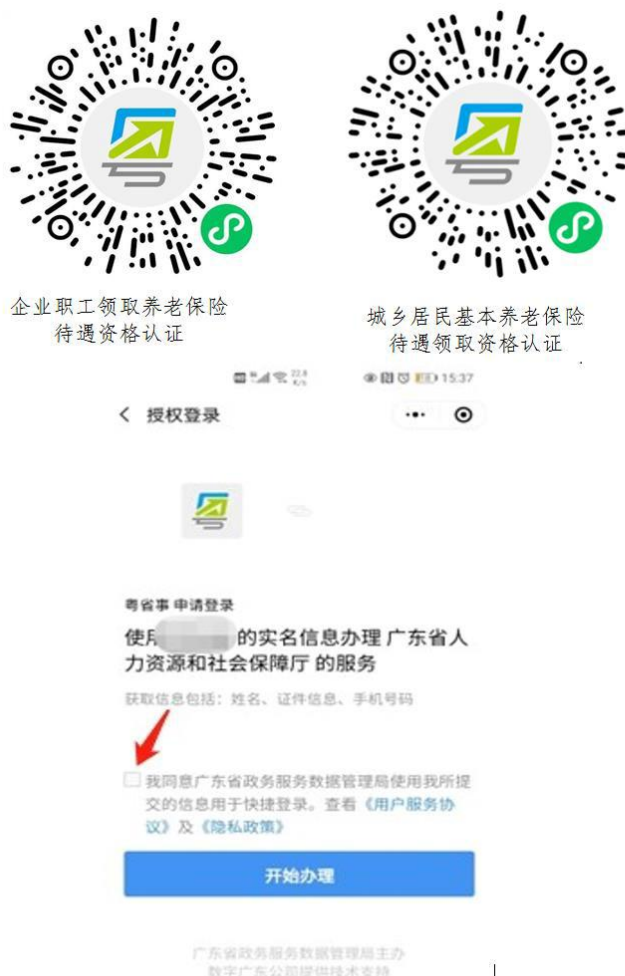 企业职工领取养老保险
待遇资格认证
城乡居民基本养老保险
待遇领取资格认证
22.8
K/s
15:37
授权登录
粤省事 申请登录
使用 的实名信息办理 广东省人
力资源和社会保障厅 的服务
获取信息包括：姓名、证件信息、手机号码
我同意广东省政务服务数据管理局使用我所提
交的信息用于快捷登录。查看《用户服务协
议》及《隐私政策》
开始办理
广东省政务服务数据管理局主办
数字广东公司提供技术支持